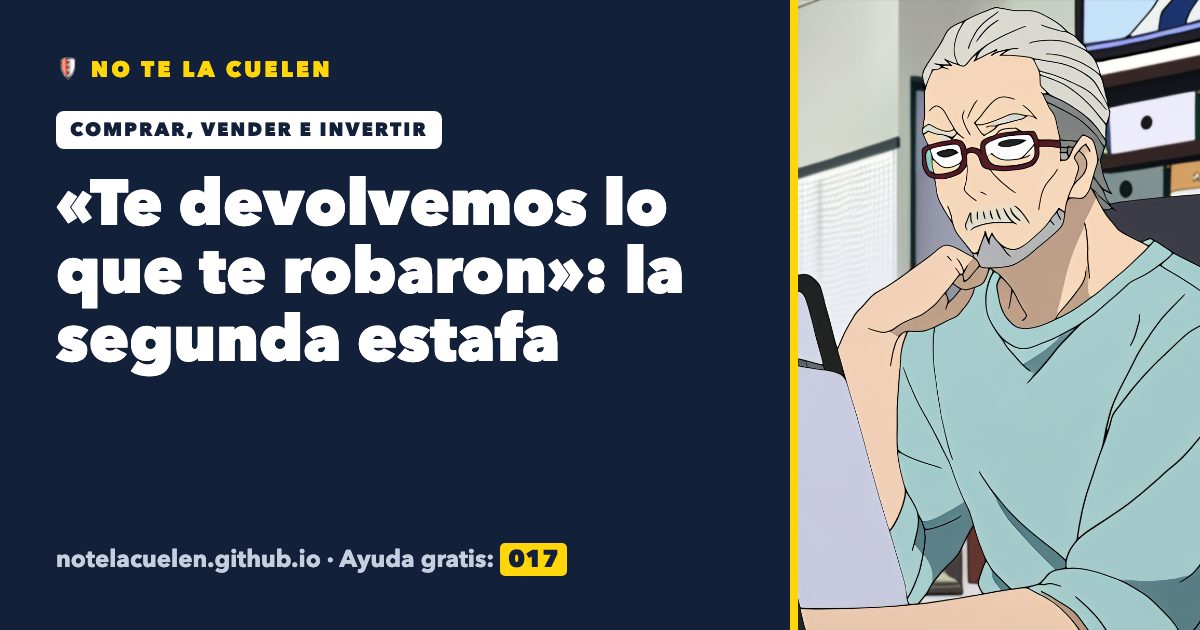 NO TE LA CUELEN
COMPRAR, VENDER E INVERTIR
«Te devolvemos lo
que te robaron»: la
segunda estafa
notelacuelen.github.io · Ayuda gratis: 017